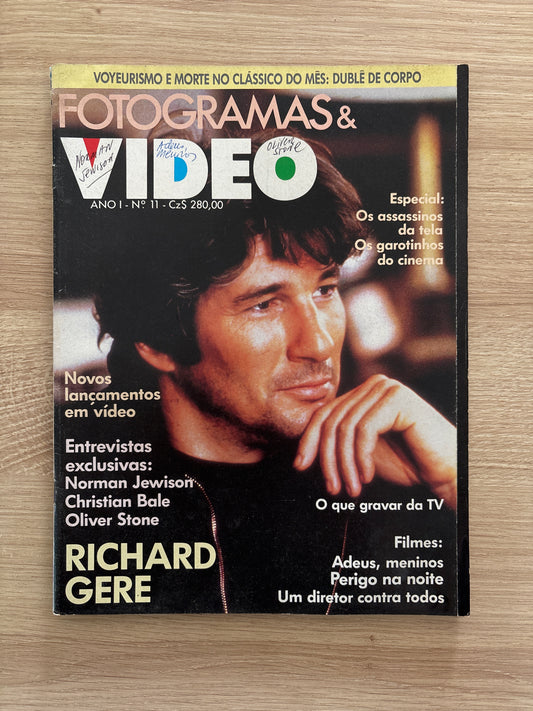 VOYEURISMO E MORTE NO CLÁSSICO DO MÊS: DUBLÊ DE CORPO
FOTOGRAMAS &
VIDEO
NORMAN
JEWISON
Adeus
Meninos
OLIVER
STONE
ANO I - Nº 11 - Cz$ 280,00
Especial:
Os assassinos
da tela
Os garotinhos
do cinema
Novos
lançamentos
em vídeo
Entrevistas
exclusivas:
Norman Jewison
Christian Bale
Oliver Stone
RICHARD
GERE
O que gravar da TV
Filmes:
Adeus, meninos
Perigo na noite
Um diretor contra todos